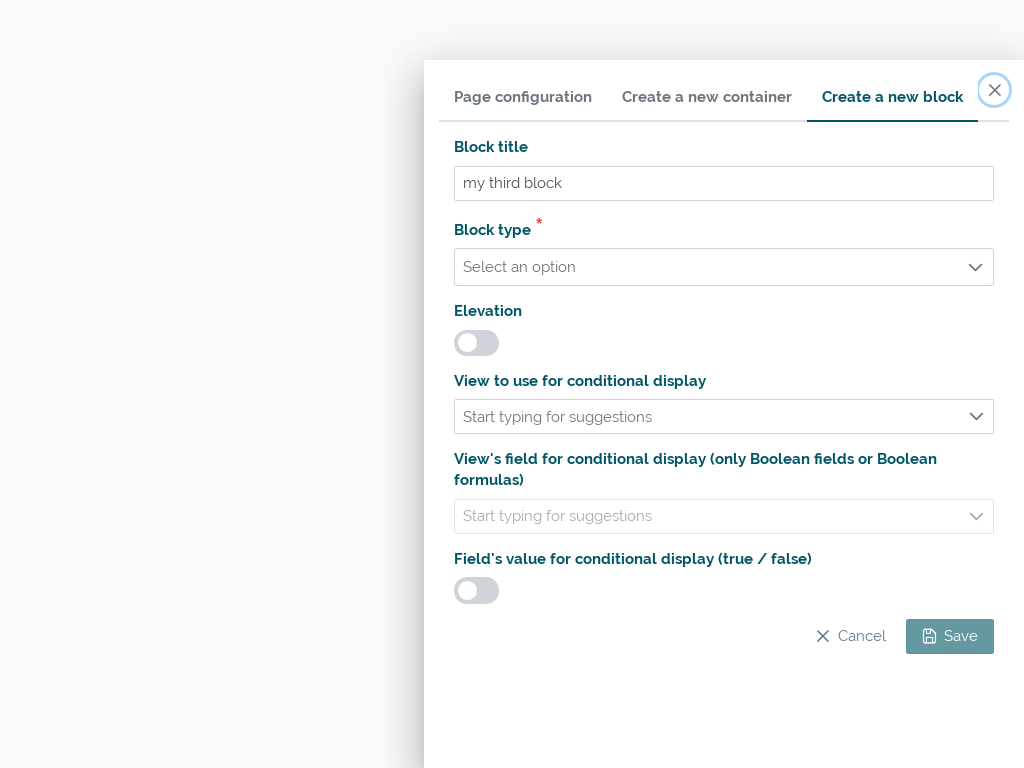 Page configuration
Create a new container
Create a new block
Block title
my third block
Block type *
Select an option
Elevation
View to use for conditional display
Start typing for suggestions
View's field for conditional display (only Boolean fields or Boolean
formulas)
Start typing for suggestions
Field's value for conditional display (true / false)
Cancel
Save